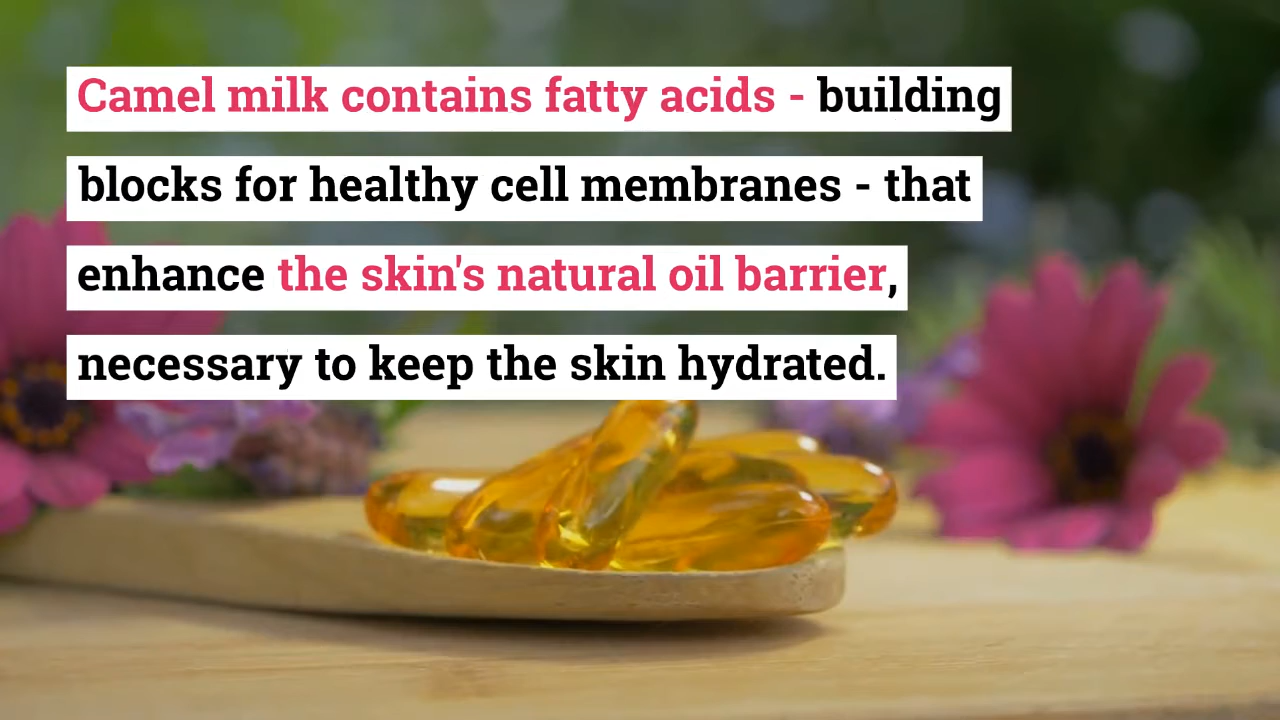 Camel milk contains fatty acids - building
blocks for healthy cell membranes - that
enhance the skin's natural oil barrier,
necessary to keep the skin hydrated.